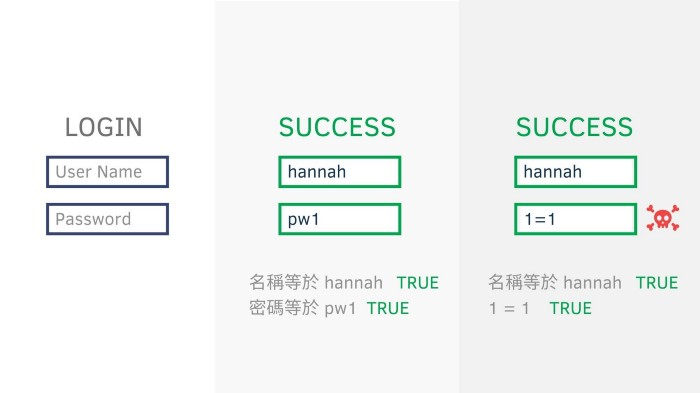 LOGIN
User Name
Password
SUCCESS
hannah
pw1
名稱等於 hannah TRUE
密碼等於 pw1 TRUE
SUCCESS
hannah
1=1
名稱等於 hannah TRUE
1 = 1 TRUE